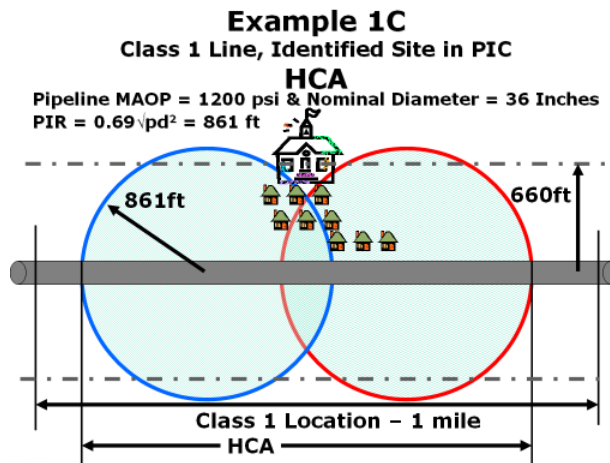 Example 1C
Class 1 Line, Identified Site in PIC
HCA
Pipeline MAOP = 1200 psi & Nominal Diameter = 36 Inches
PIR = 0.69√pd² = 861 ft
861ft
660ft
Class 1 Location – 1 mile
HCA